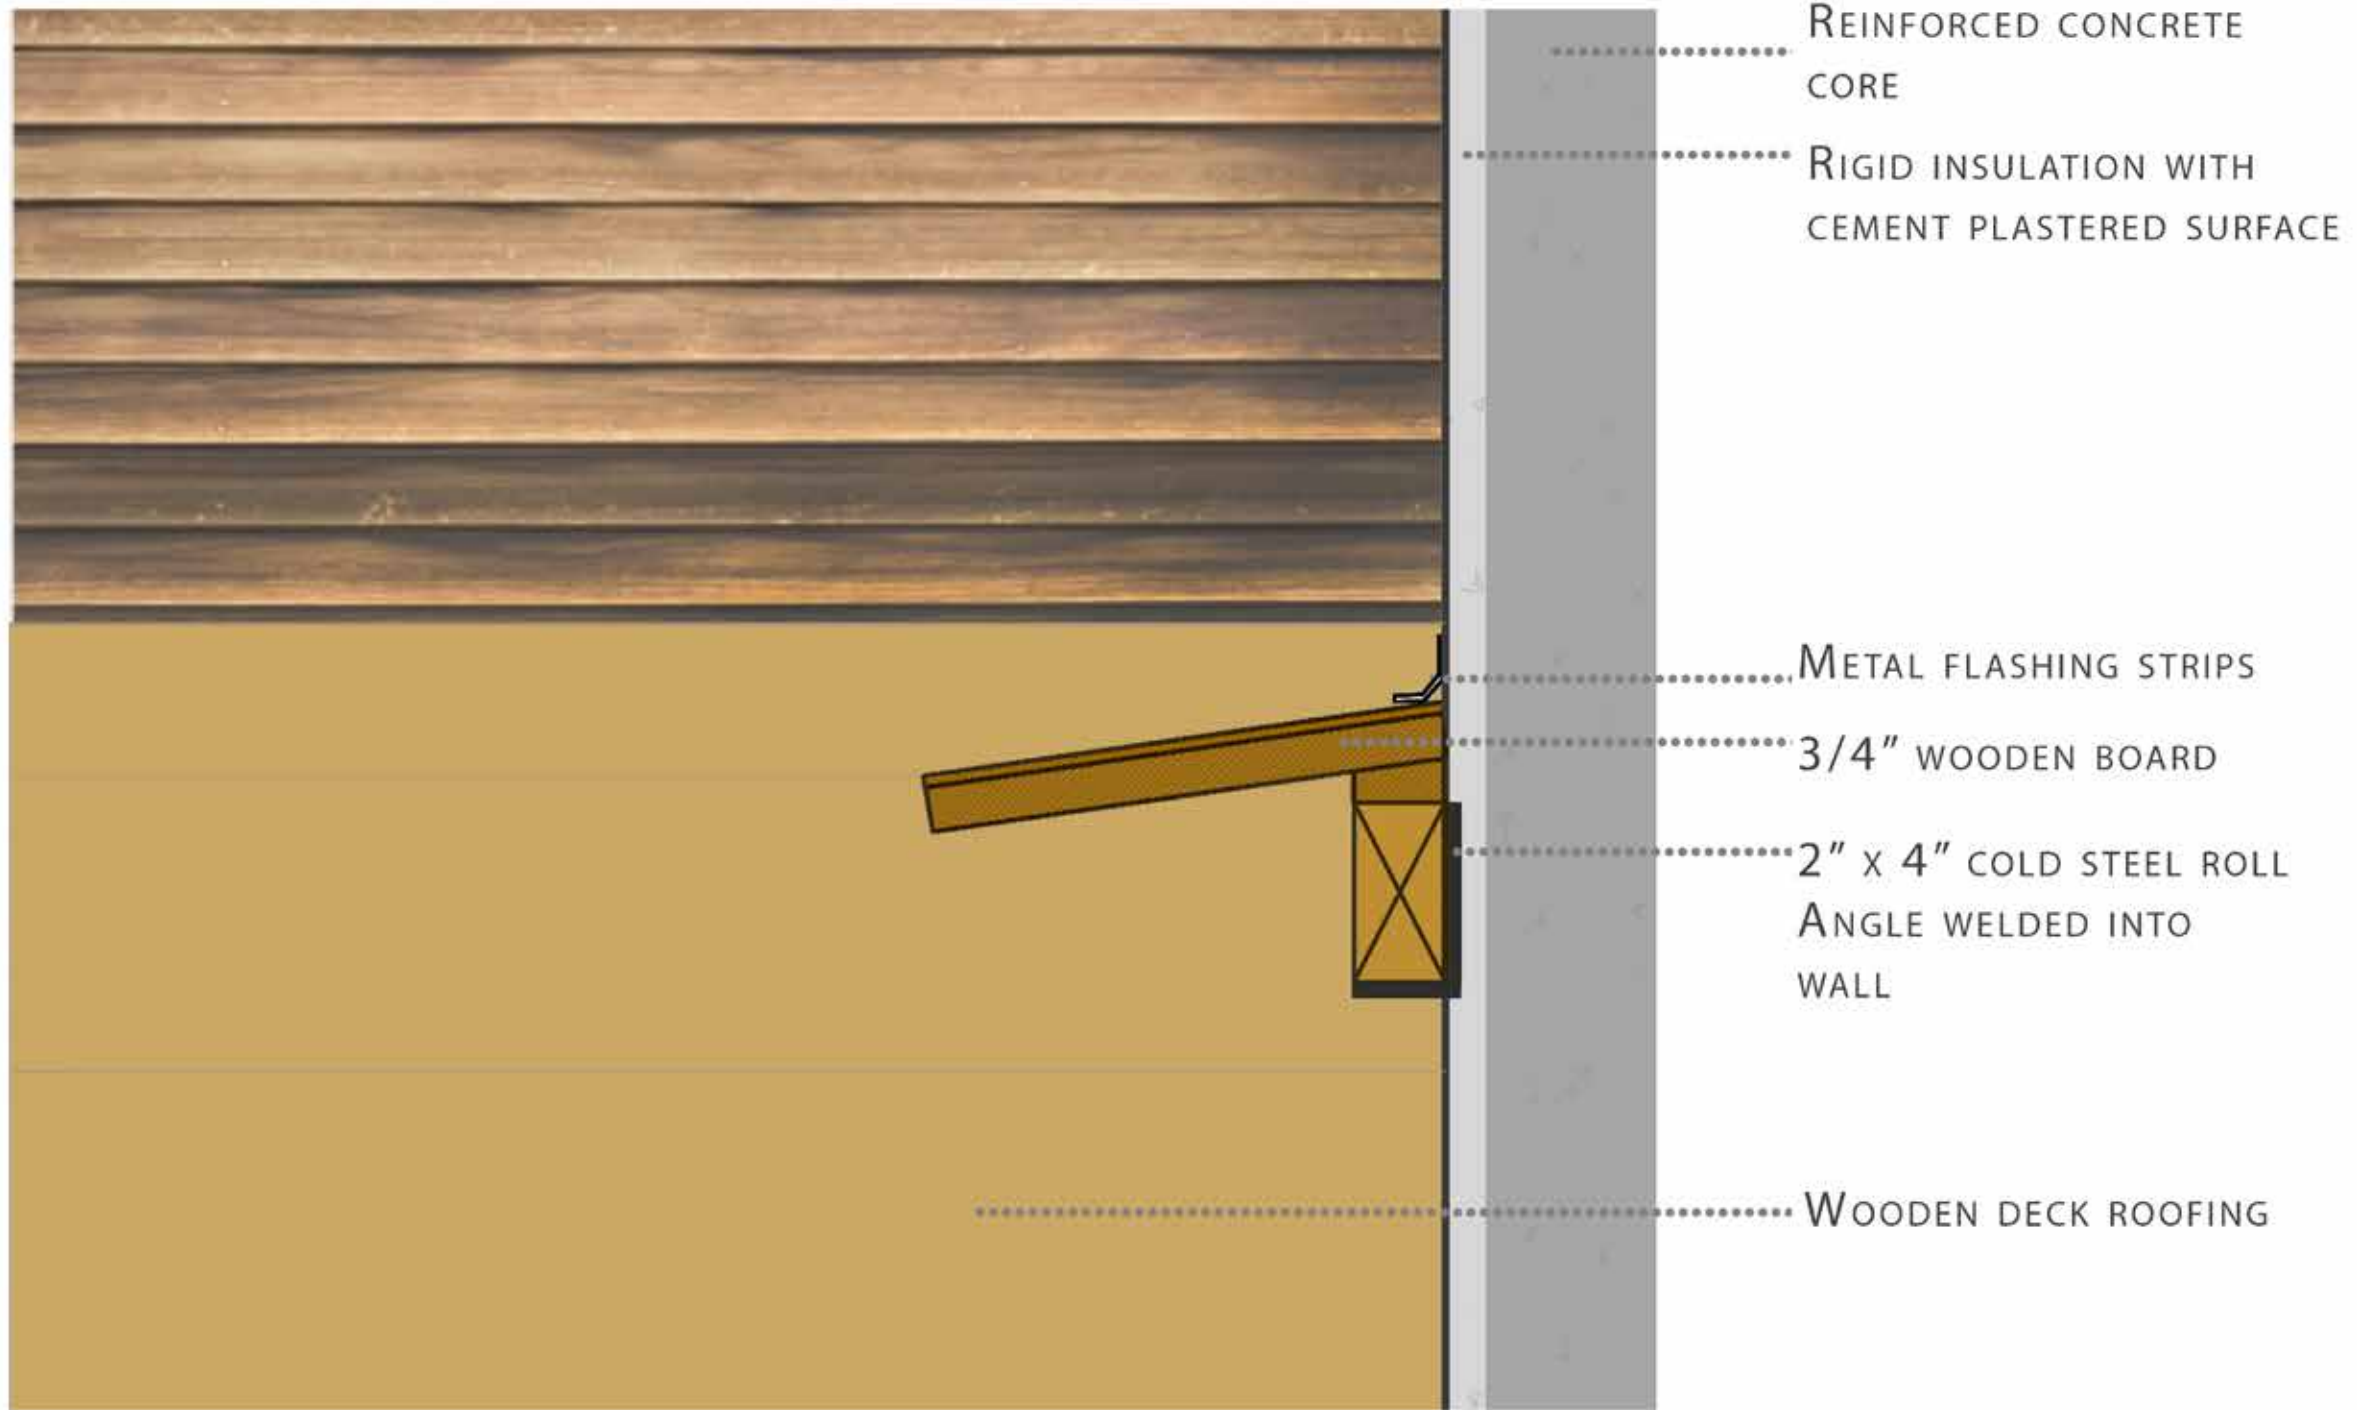 Reinforced concrete
core
Rigid insulation with
cement plastered surface
Metal flashing strips
3/4" wooden board
2" x 4" cold steel roll
Angle welded into
wall
Wooden deck roofing